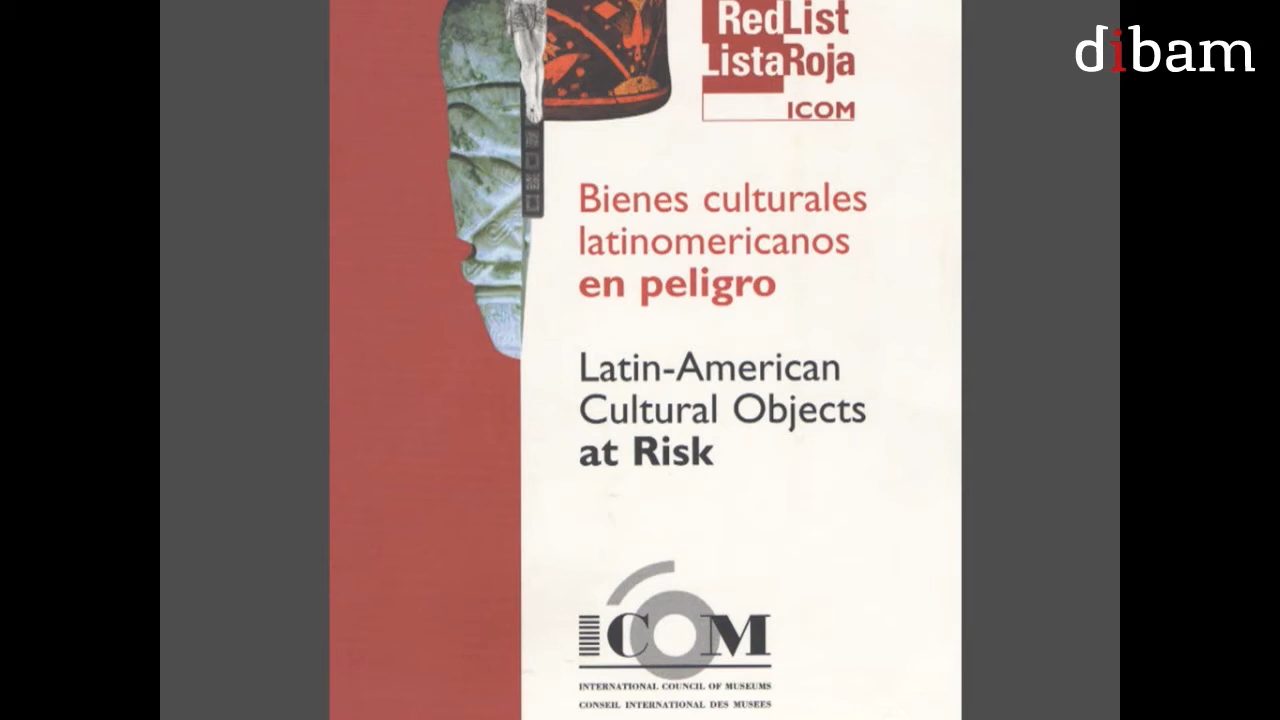 RedList
ListaRoja
ICOM
dibam
Bienes culturales
latinomericanos
en peligro
Latin-American
Cultural Objects
at Risk
ICOM
INTERNATIONAL COUNCIL OF MUSEUMS
CONSEIL INTERNATIONAL DES MUSEES